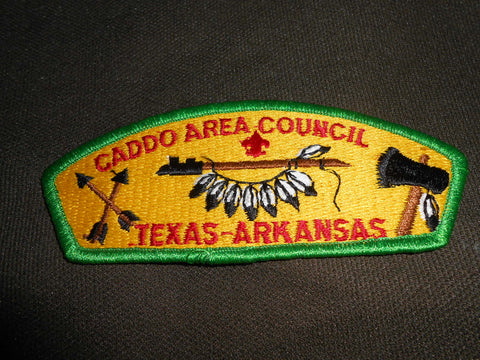 CADDO AREA COUNCIL
TEXAS-ARKANSAS